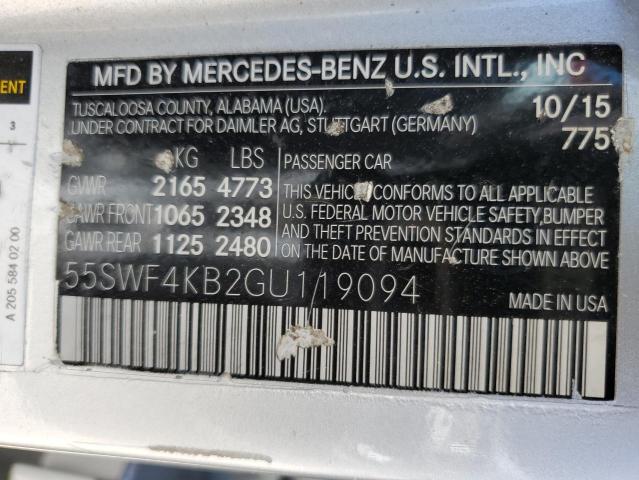 MFD BY MERCEDES-BENZ U.S. INTL., INC
TUSCALOOSA COUNTY, ALABAMA (USA). 10/15
UNDER CONTRACT FOR DAIMLER AG, STUTTGART (GERMANY) 775
KG LBS PASSENGER CAR
GVWR 2165 4773
GAWR FRONT 1065 2348
GAWR REAR 1125 2480
THIS VEHICLE CONFORMS TO ALL APPLICABLE
U.S. FEDERAL MOTOR VEHICLE SAFETY, BUMPER
AND THEFT PREVENTION STANDARDS IN EFFECT
ON THE DATE OF MANUFACTURE SHOWN ABOVE
55SWF4KB2GU119094
MADE IN USA
A 205 584 02 00
3